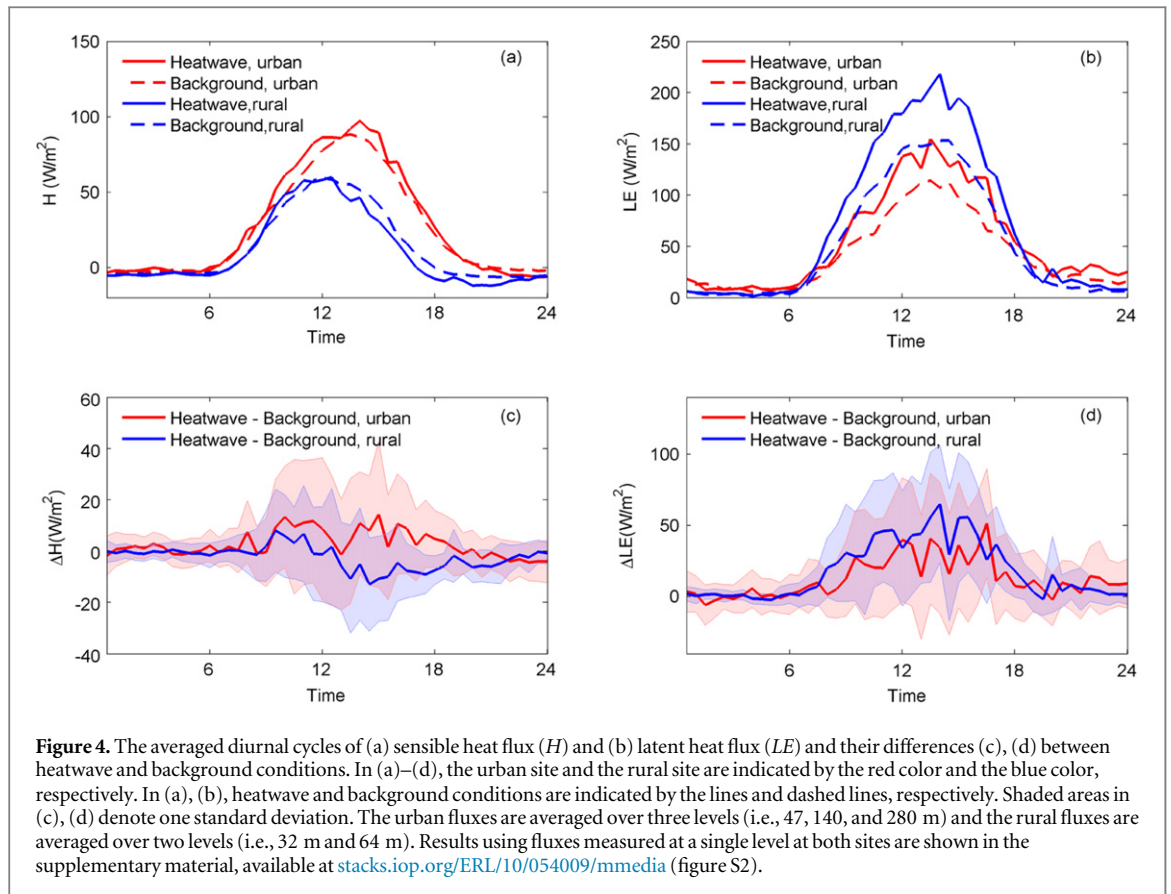 150
100
50
0
H (W/m²)
Heatwave, urban
Background, urban
Heatwave,rural
Background,rural
(a)
6
12
18
24
Time
250
200
150
100
50
0
LE (W/m²)
Heatwave, urban
Background, urban
Heatwave,rural
Background,rural
(b)
6
12
18
24
Time
60
40
20
0
-20
-40
ΔH(W/m²)
Heatwave - Background, urban
Heatwave - Background, rural
(c)
6
12
18
24
Time
100
50
0
ΔLE(W/m²)
Heatwave - Background, urban
Heatwave - Background, rural
(d)
6
12
18
24
Time
Figure 4. The averaged diurnal cycles of (a) sensible heat flux (H) and (b) latent heat flux (LE) and their differences (c), (d) between
heatwave and background conditions. In (a)–(d), the urban site and the rural site are indicated by the red color and the blue color,
respectively. In (a), (b), heatwave and background conditions are indicated by the lines and dashed lines, respectively. Shaded areas in
(c), (d) denote one standard deviation. The urban fluxes are averaged over three levels (i.e., 47, 140, and 280 m) and the rural fluxes are
averaged over two levels (i.e., 32 m and 64 m). Results using fluxes measured at a single level at both sites are shown in the
supplementary material, available at stacks.iop.org/ERL/10/054009/mmedia (figure S2).